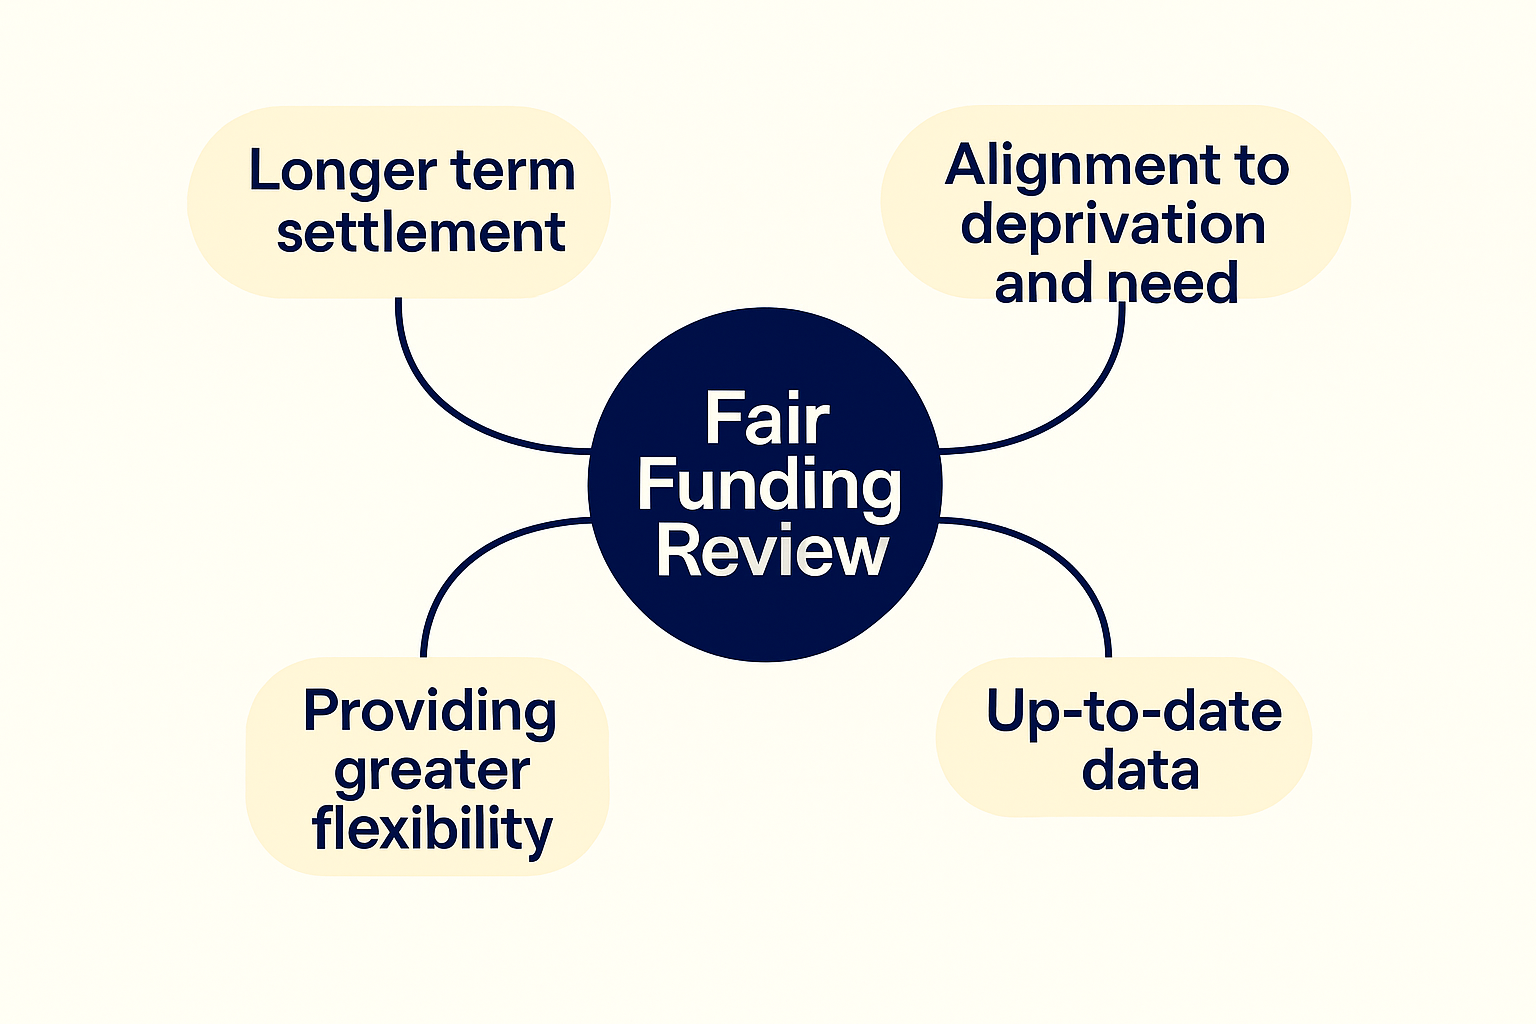 Longer term
settlement
Alignment to
deprivation
and need
Fair
Funding
Review
Providing
greater
flexibility
Up-to-date
data